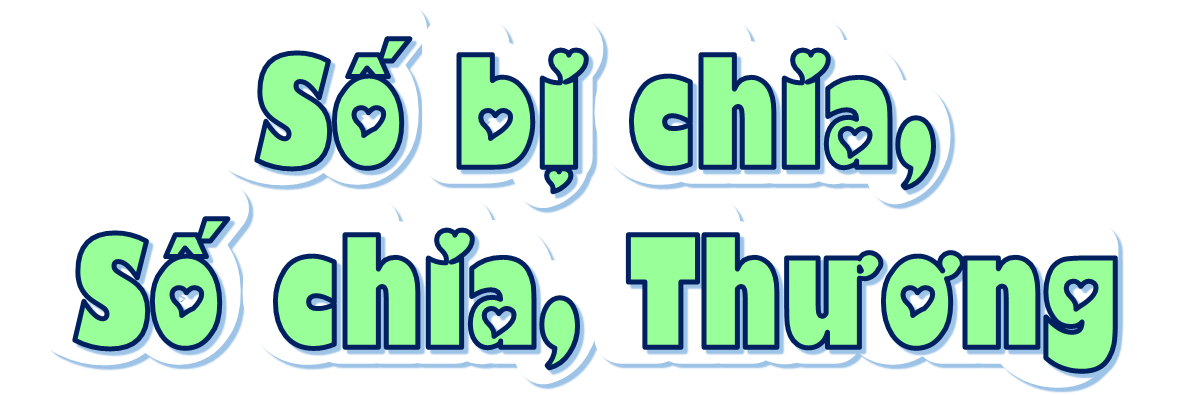 Số bị chia,
Số chia, Thương